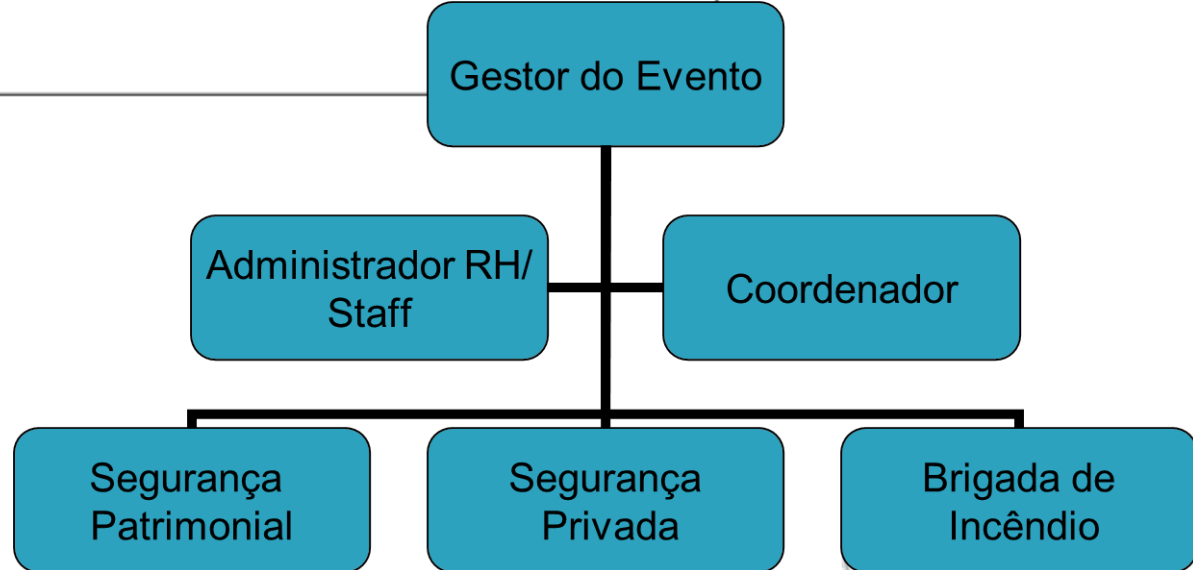 Gestor do Evento
Administrador RH/
Staff
Coordenador
Segurança
Patrimonial
Segurança
Privada
Brigada de
Incêndio